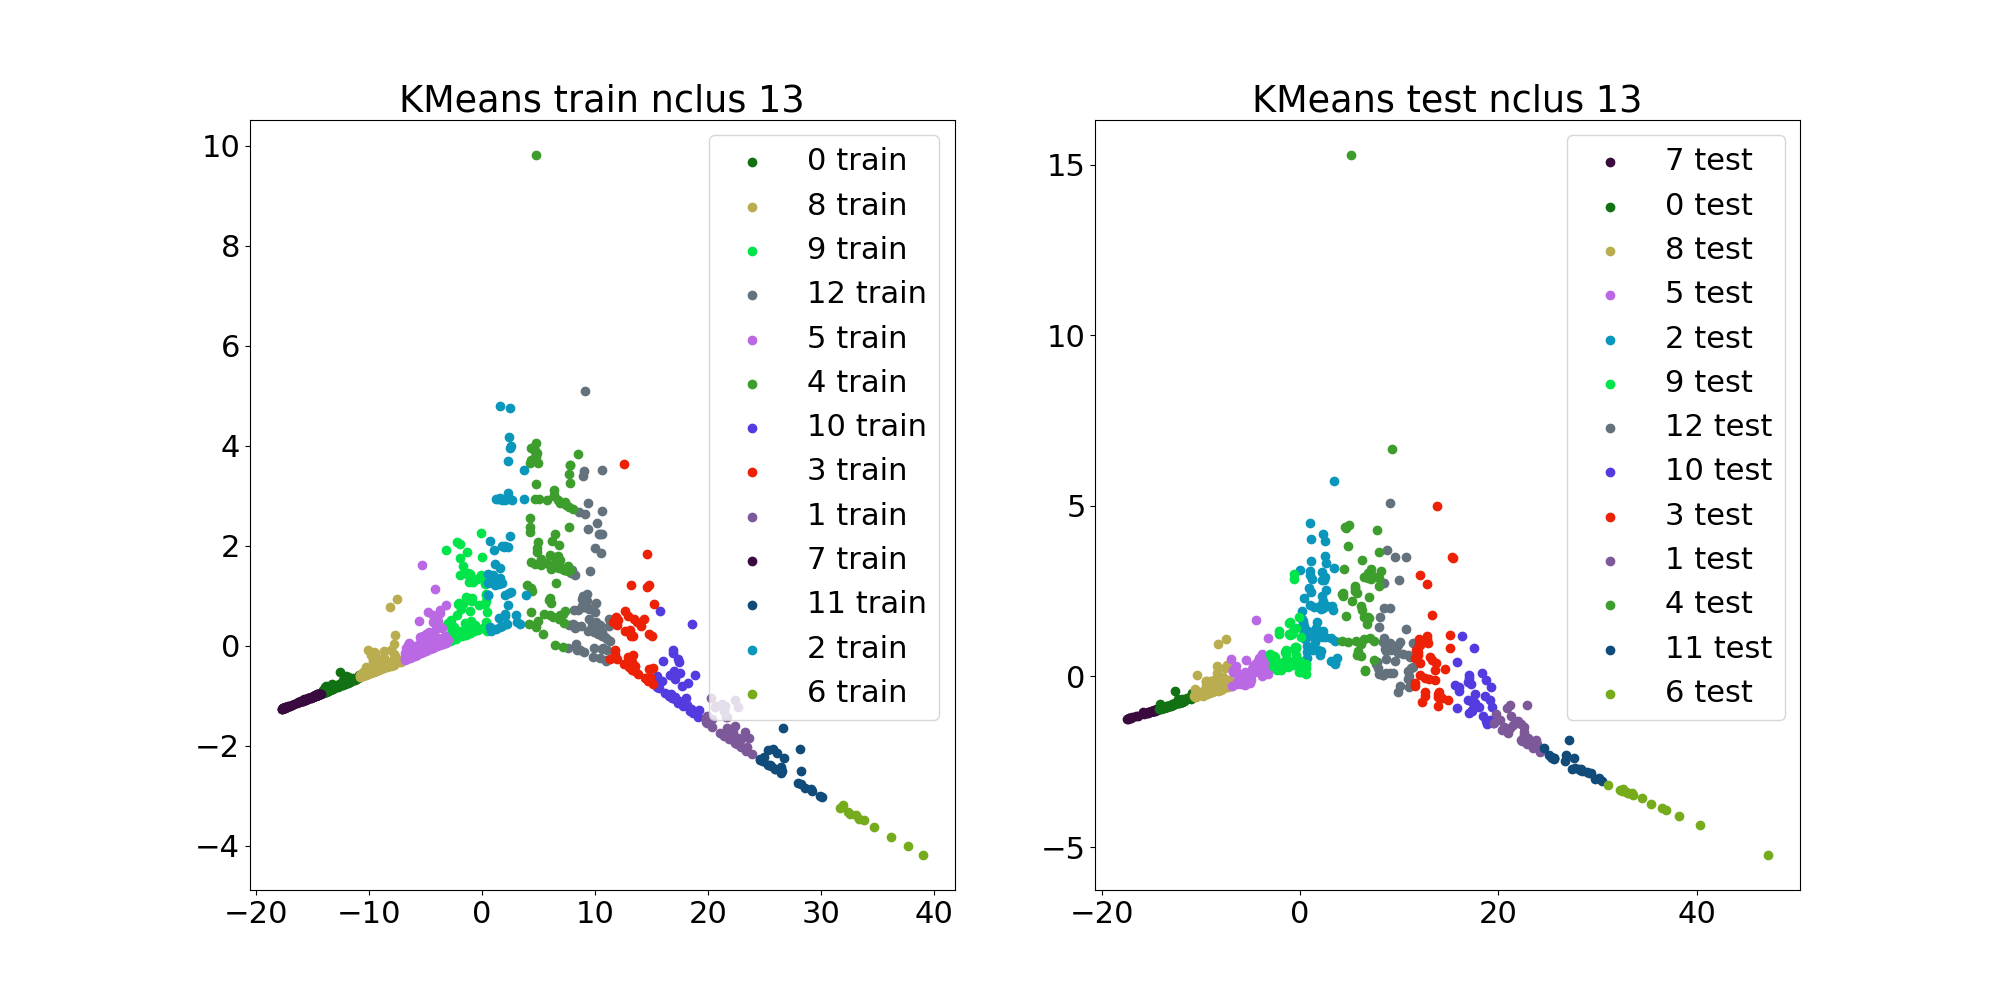 KMeans train nclus 13
10
8
6
4
2
0
−2
−4
−20
−10
0
10
20
30
40
0 train
8 train
9 train
12 train
5 train
4 train
10 train
3 train
1 train
7 train
11 train
2 train
6 train
KMeans test nclus 13
15
10
5
0
−5
−20
0
20
40
7 test
0 test
8 test
5 test
2 test
9 test
12 test
10 test
3 test
1 test
4 test
11 test
6 test